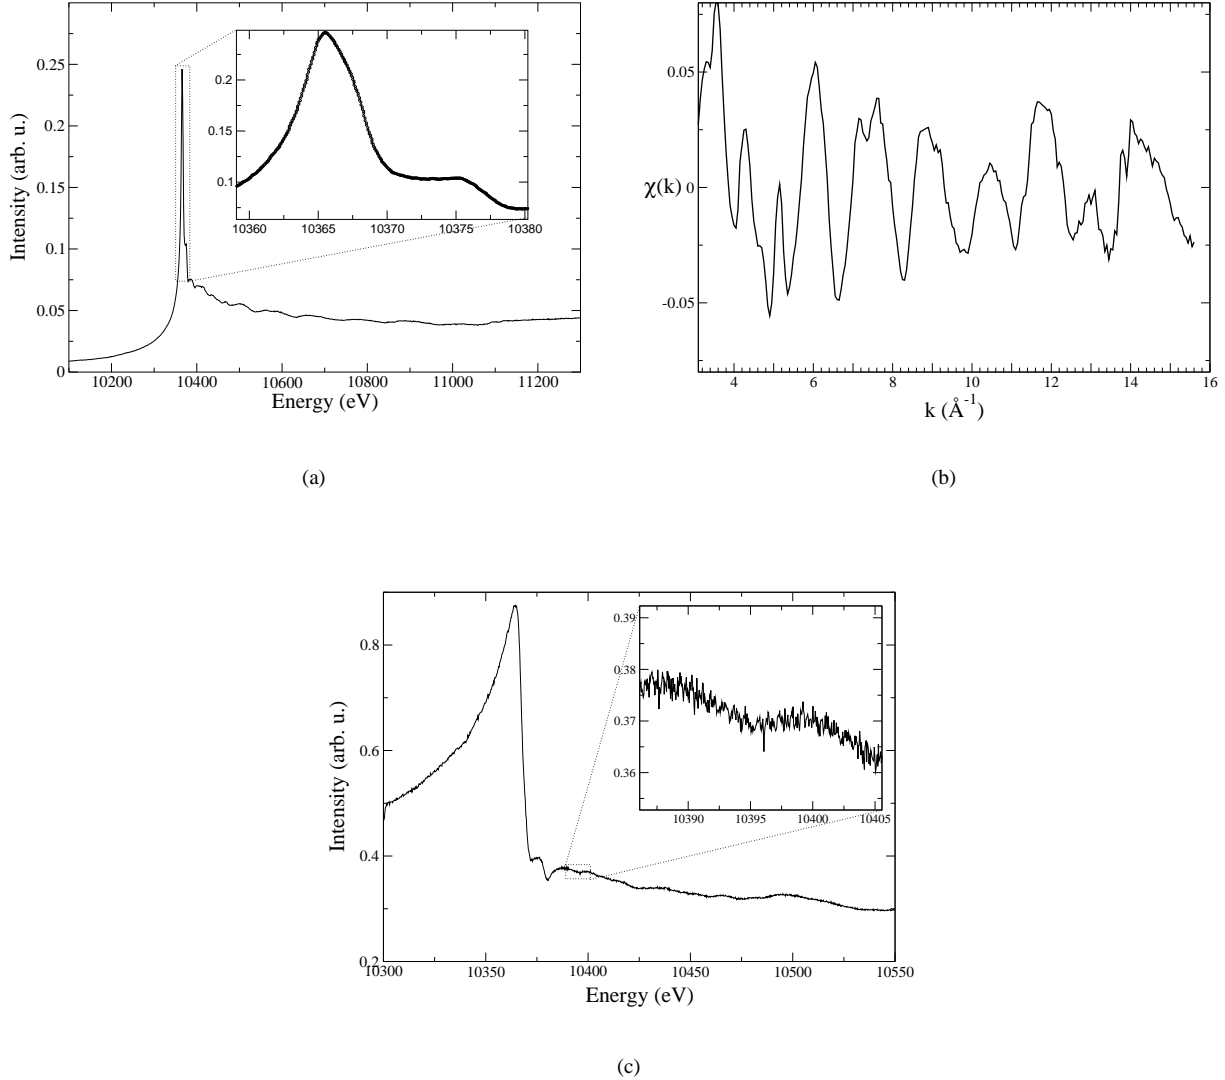 0.25
0.2
0.15
0.1
0.05
0
Intensity (arb. u.)
0.2
0.15
0.1
10360 10365 10370 10375 10380
10200 10400 10600 10800 11000 11200
Energy (eV)
(a)
0.05
0
-0.05
χ(k)
4 6 8 10 12 14 16
k (Å-1)
(b)
0.8
0.6
0.4
0.2
Intensity (arb. u.)
0.39
0.38
0.37
0.36
10390 10395 10400 10405
10300 10350 10400 10450 10500 10550
Energy (eV)
(c)